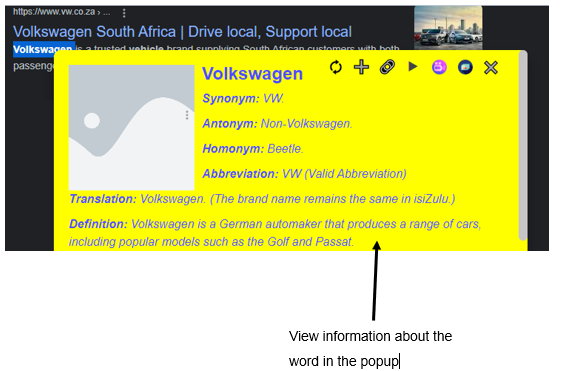 https://www.vw.co.za › ...
Volkswagen South Africa | Drive local, Support local
Volkswagen is a trusted vehicle brand supplying South African customers with both
passenge
Volkswagen
Synonym: VW.
Antonym: Non-Volkswagen.
Homonym: Beetle.
Abbreviation: VW (Valid Abbreviation)
Translation: Volkswagen. (The brand name remains the same in isiZulu.)
Definition: Volkswagen is a German automaker that produces a range of cars,
including popular models such as the Golf and Passat.
View information about the
word in the popup